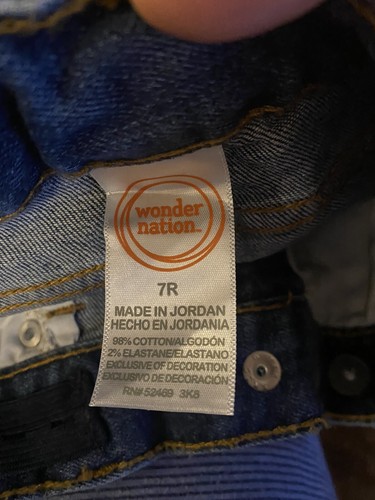 wonder
nation™
7R
MADE IN JORDAN
HECHO EN JORDANIA
98% COTTON/ALGODÓN
2% ELASTANE/ELASTANO
EXCLUSIVE OF DECORATION
EXCLUSIVO DE DECORACIÓN
RN# 52469 3K5